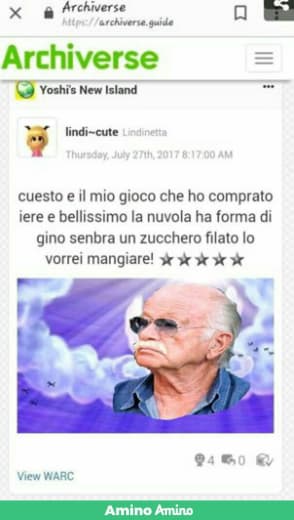 Archiverse
https://archiverse.guide
Archiverse
Yoshi's New Island
lindi~cute Lindinetta
Thursday, July 27th, 2017 8:17:00 AM
cuesto e il mio gioco che ho comprato
iere e bellissimo la nuvola ha forma di
gino senbra un zucchero filato lo
vorrei mangiare! ★★★★★
4 0
View WARC
Amino Amino